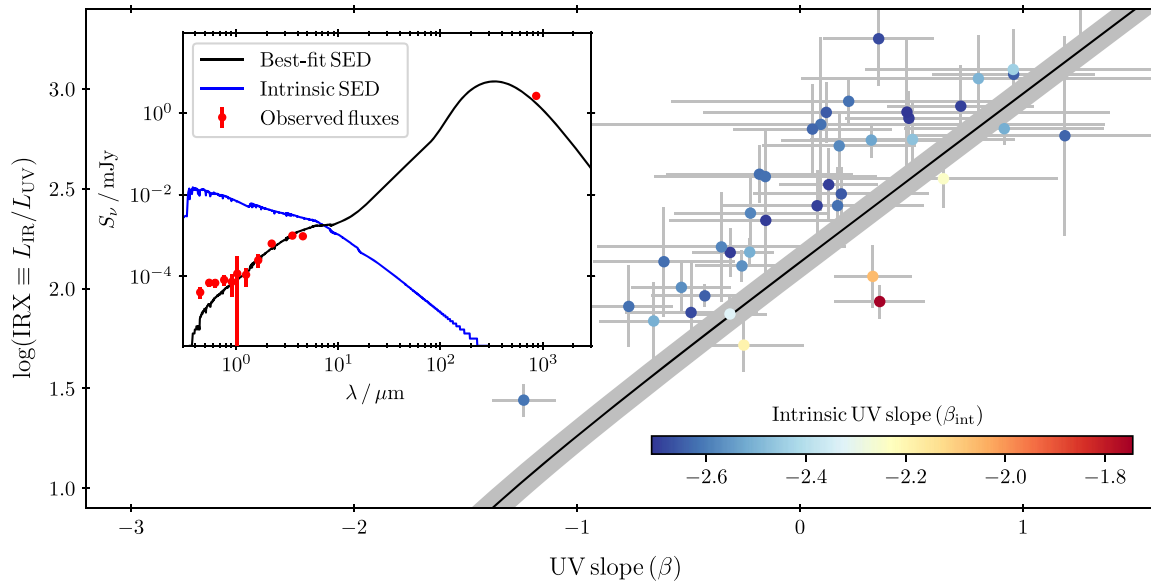 log(IRX ≡ L_IR/L_UV)
3.0
2.5
2.0
1.5
1.0
−3
−2
−1
0
1
UV slope (β)
S_ν / mJy
10^0
10^−2
10^−4
10^0
10^1
10^2
10^3
λ / μm
Best-fit SED
Intrinsic SED
Observed fluxes
Intrinsic UV slope (β_int)
−2.6
−2.4
−2.2
−2.0
−1.8